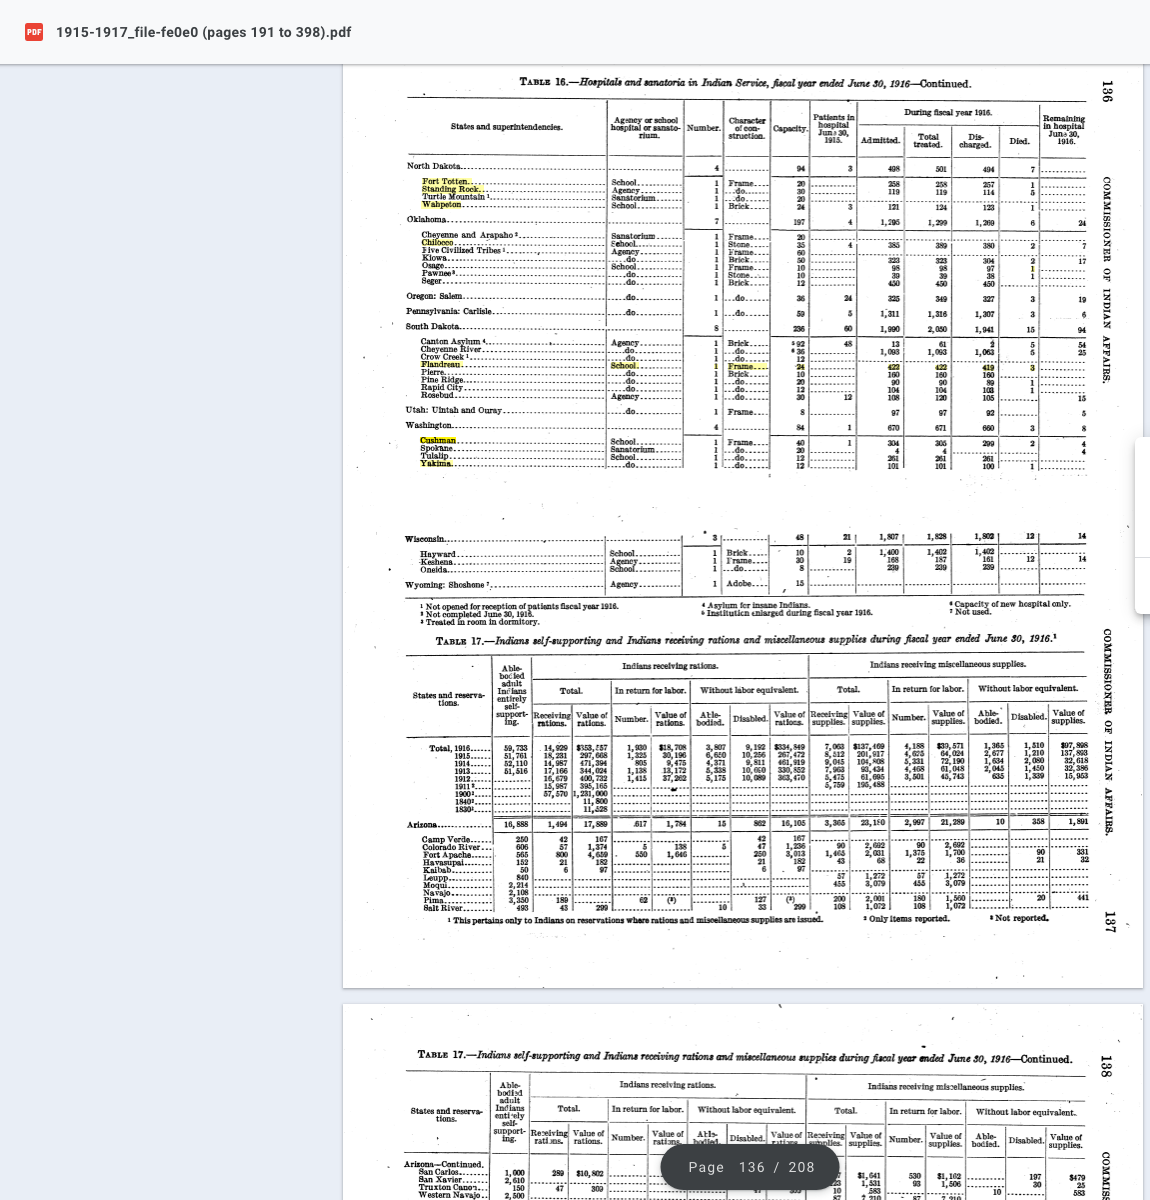 1915-1917_file-fe0e0 (pages 191 to 398).pdf
TABLE 16.—Hospitals and sanatoria in Indian Service, fiscal year ended June 30, 1916—Continued.
136
COMMISSIONER OF INDIAN AFFAIRS.
States and superintendencies. Agency or school hospital or sanatorium. Number. Character of construction. Capacity. Patients in hospital June 30, 1915. During fiscal year 1916. Admitted. Total treated. Discharged. Died. Remaining in hospital June 30, 1916.
North Dakota 4 94 3 498 501 494 7
Fort Totten School 1 Frame 20 258 258 257 1
Standing Rock Agency 1 do. 30 119 119 114 5
Turtle Mountain ¹ Sanatorium 1 do. 20
Wahpeton School 1 Brick 24 3 121 124 123 1
Oklahoma 7 197 4 1,295 1,299 1,269 6 24
Cheyenne and Arapaho ² Sanatorium 1 Frame 20
Chilocco School 1 Stone 35 4 385 389 380 2 7
Five Civilized Tribes ¹ Agency 1 Frame 60
Kiowa do. 1 Brick 50 323 323 304 2 17
Osage School 1 Frame 10 98 98 97 1
Pawnee ³ do. 1 Stone 10 39 39 38 1
Seger do. 1 Brick 12 450 450 450
Oregon: Salem do. 1 do. 36 24 325 349 327 3 19
Pennsylvania: Carlisle do. 1 do. 59 5 1,311 1,316 1,307 3 6
South Dakota 8 236 60 1,990 2,050 1,941 15 94
Canton Asylum ⁴ Agency 1 Brick ⁵ 92 48 13 61 2 5 54
Cheyenne River do. 1 do. ⁶ 36 1,093 1,093 1,063 5 25
Crow Creek ¹ do. 1 do. 12
Flandreau School 1 Frame 24 422 422 419 3
Pierre do. 1 Brick 10 160 160 160
Pine Ridge do. 1 do. 20 90 90 89 1
Rapid City do. 1 do. 12 104 104 103 1
Rosebud Agency 1 do. 30 12 108 120 105 15
Utah: Uintah and Ouray do. 1 Frame 8 97 97 92 5
Washington 4 84 1 670 671 660 3 8
Cushman School 1 Frame 40 1 304 305 299 2 4
Spokane Sanatorium 1 do. 20 4 4 4
Tulalip School 1 do. 12 261 261 261
Yakima do. 1 do. 12 101 101 100 1
Wisconsin 3 48 21 1,807 1,828 1,802 12 14
Hayward School 1 Brick 10 2 1,400 1,402 1,402
Keshena Agency 1 Frame 30 19 168 187 161 12 14
Oneida School 1 do. 8 239 239 239
Wyoming: Shoshone ⁷ Agency 1 Adobe 15
¹ Not opened for reception of patients fiscal year 1916.
² Not completed June 30, 1916.
³ Treated in room in dormitory.
⁴ Asylum for insane Indians.
⁵ Institution enlarged during fiscal year 1916.
⁶ Capacity of new hospital only.
⁷ Not used.
TABLE 17.—Indians self-supporting and Indians receiving rations and miscellaneous supplies during fiscal year ended June 30, 1916.¹
COMMISSIONER OF INDIAN AFFAIRS.
137
States and reservations. Able-bodied adult Indians entirely self-supporting. Indians receiving rations. Indians receiving miscellaneous supplies.
Total. In return for labor. Without labor equivalent. Total. In return for labor. Without labor equivalent.
Receiving rations. Value of rations. Number. Value of rations. Able-bodied. Disabled. Value of rations. Receiving supplies. Value of supplies. Number. Value of supplies. Able-bodied. Disabled. Value of supplies.
Total, 1916 59,733 14,929 $353,557 1,930 $18,708 3,807 9,192 $334,849 7,063 $137,469 4,188 $39,571 1,365 1,510 $97,898
1915 51,761 18,231 297,668 1,325 30,196 6,650 10,256 267,472 8,512 201,917 4,625 64,024 2,677 1,210 137,893
1914 52,110 14,987 471,394 805 9,475 4,371 9,811 461,919 9,045 104,808 5,331 72,190 1,634 2,080 32,618
1913 51,516 17,166 344,024 1,138 13,172 5,338 10,690 330,852 7,963 93,434 4,468 61,048 2,045 1,450 32,386
1912 16,679 400,732 1,415 37,262 5,175 10,089 363,470 5,475 61,695 3,501 45,743 635 1,339 15,953
1911 ² 15,987 395,165 5,759 195,488
1900 ² 57,570 1,231,000
1840 ² 11,800
1830 ² 11,528
Arizona 16,888 1,494 17,889 617 1,784 15 862 16,105 3,365 23,180 2,997 21,289 10 358 1,891
Camp Verde 250 42 167 42 167
Colorado River 606 57 1,374 5 138 5 47 1,236 90 2,692 90 2,692
Fort Apache 565 800 4,659 550 1,646 250 3,013 1,465 2,031 1,375 1,700 90 331
Havasupai 152 21 182 21 182 43 68 22 36 21 32
Kaibab 50 6 97 6 97
Leupp 840 57 1,272 57 1,272
Moqui 2,214 455 3,079 455 3,079
Navajo 2,108
Pima 3,350 189 62 (³) 127 (³) 200 2,001 180 1,560 20 441
Salt River 493 43 299 10 33 299 108 1,072 108 1,072
¹ This pertains only to Indians on reservations where rations and miscellaneous supplies are issued. ² Only items reported. ³ Not reported.
TABLE 17.—Indians self-supporting and Indians receiving rations and miscellaneous supplies during fiscal year ended June 30, 1916—Continued.
138
States and reservations. Able-bodied adult Indians entirely self-supporting. Indians receiving rations. Indians receiving miscellaneous supplies.
Total. In return for labor. Without labor equivalent. Total. In return for labor. Without labor equivalent.
Receiving rations. Value of rations. Number. Value of rations. Disabled. Value of Receiving supplies. Value of supplies. Number. Value of supplies. Able-bodied. Disabled. Value of supplies.
Arizona—Continued.
San Carlos 1,000 289 $10,802 $1,641 530 $1,162 197 $479
San Xavier 2,610 1,531 93 1,506 30 25
Truxton Canon 150 47 309 10 583 10 583
Western Navajo 2,500
Page 136 / 208